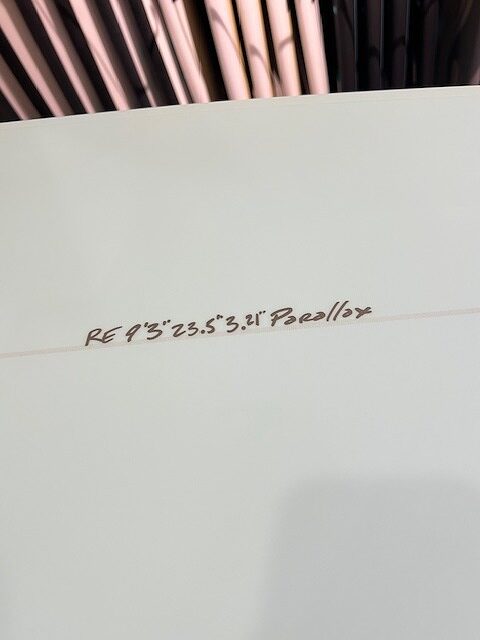 RE 9'3" 23.5" 3.21" Parallax